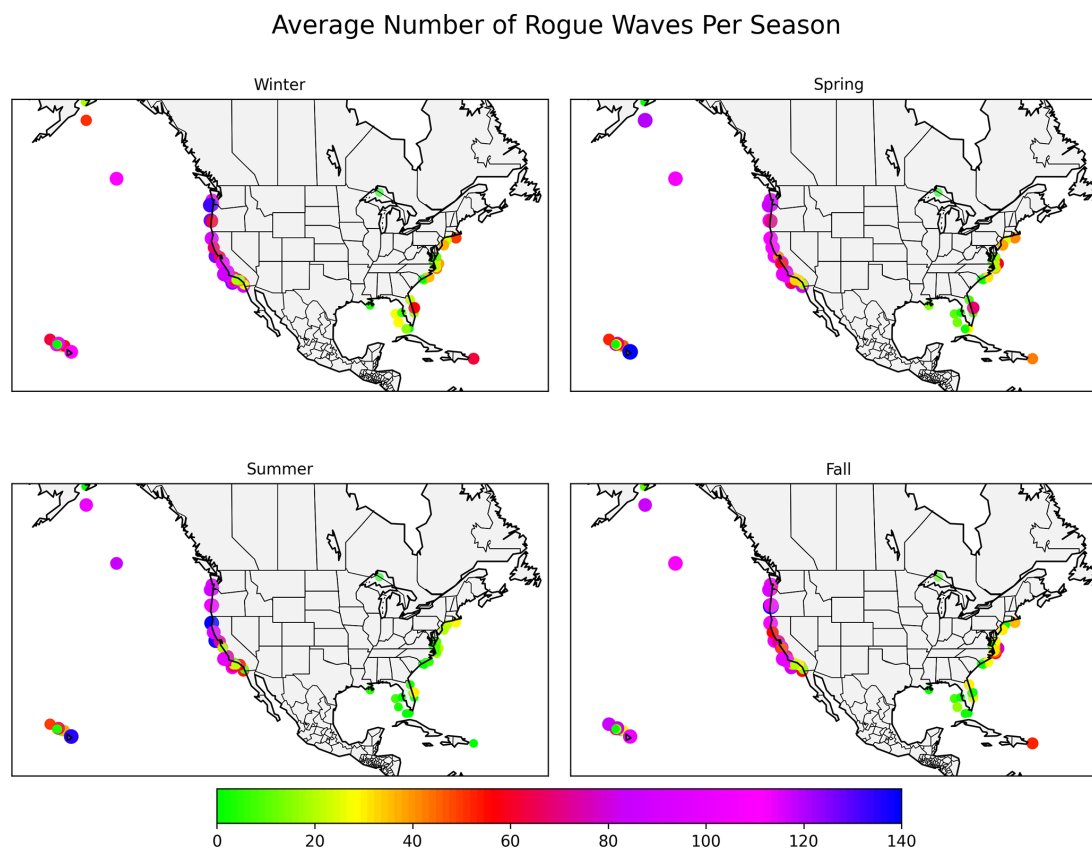 Average Number of Rogue Waves Per Season
Winter
Spring
Summer
Fall
0 20 40 60 80 100 120 140